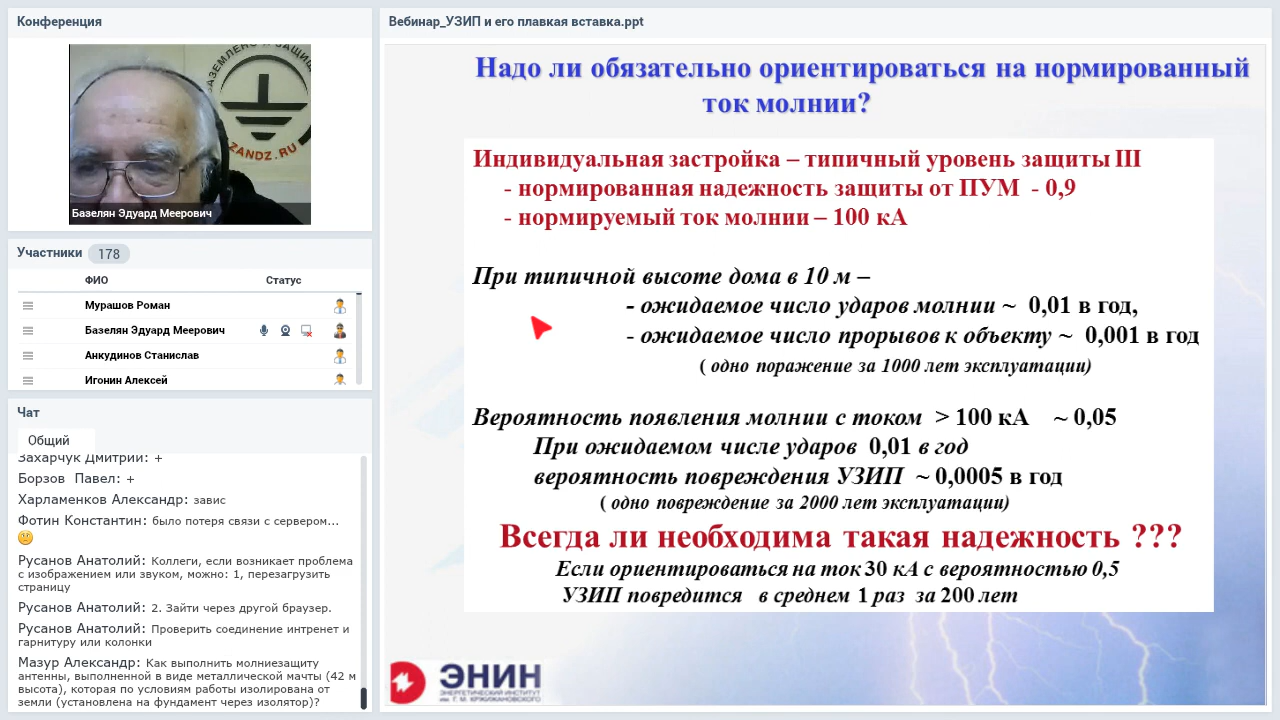 Конференция
ZANDZ.RU
Базелян Эдуард Меерович
Участники 178
ФИО Статус
Мурашов Роман
Базелян Эдуард Меерович
Анкудинов Станислав
Игонин Алексей
Чат
Общий
Захарчук Дмитрий: +
Борзов Павел: +
Харламенков Александр: завис
Фотин Константин: было потеря связи с сервером...
Русанов Анатолий: Коллеги, если возникает проблема
с изображением или звуком, можно: 1, перезагрузить
страницу
Русанов Анатолий: 2. Зайти через другой браузер.
Русанов Анатолий: Проверить соединение интренет и
гарнитуру или колонки
Мазур Александр: Как выполнить молниезащиту
антенны, выполненной в виде металлической мачты (42 м
высота), которая по условиям работы изолирована от
земли (установлена на фундамент через изолятор)?
Вебинар_УЗИП и его плавкая вставка.ppt
Надо ли обязательно ориентироваться на нормированный
ток молнии?
Индивидуальная застройка – типичный уровень защиты III
- нормированная надежность защиты от ПУМ - 0,9
- нормируемый ток молнии – 100 кА
При типичной высоте дома в 10 м –
- ожидаемое число ударов молнии ~ 0,01 в год,
- ожидаемое число прорывов к объекту ~ 0,001 в год
( одно поражение за 1000 лет эксплуатации)
Вероятность появления молнии с током > 100 кА ~ 0,05
При ожидаемом числе ударов 0,01 в год
вероятность повреждения УЗИП ~ 0,0005 в год
( одно повреждение за 2000 лет эксплуатации)
Всегда ли необходима такая надежность ???
Если ориентироваться на ток 30 кА с вероятностью 0,5
УЗИП повредится в среднем 1 раз за 200 лет
ЭНИН
ЭНЕРГЕТИЧЕСКИЙ ИНСТИТУТ
им. Г. М. КРЖИЖАНОВСКОГО